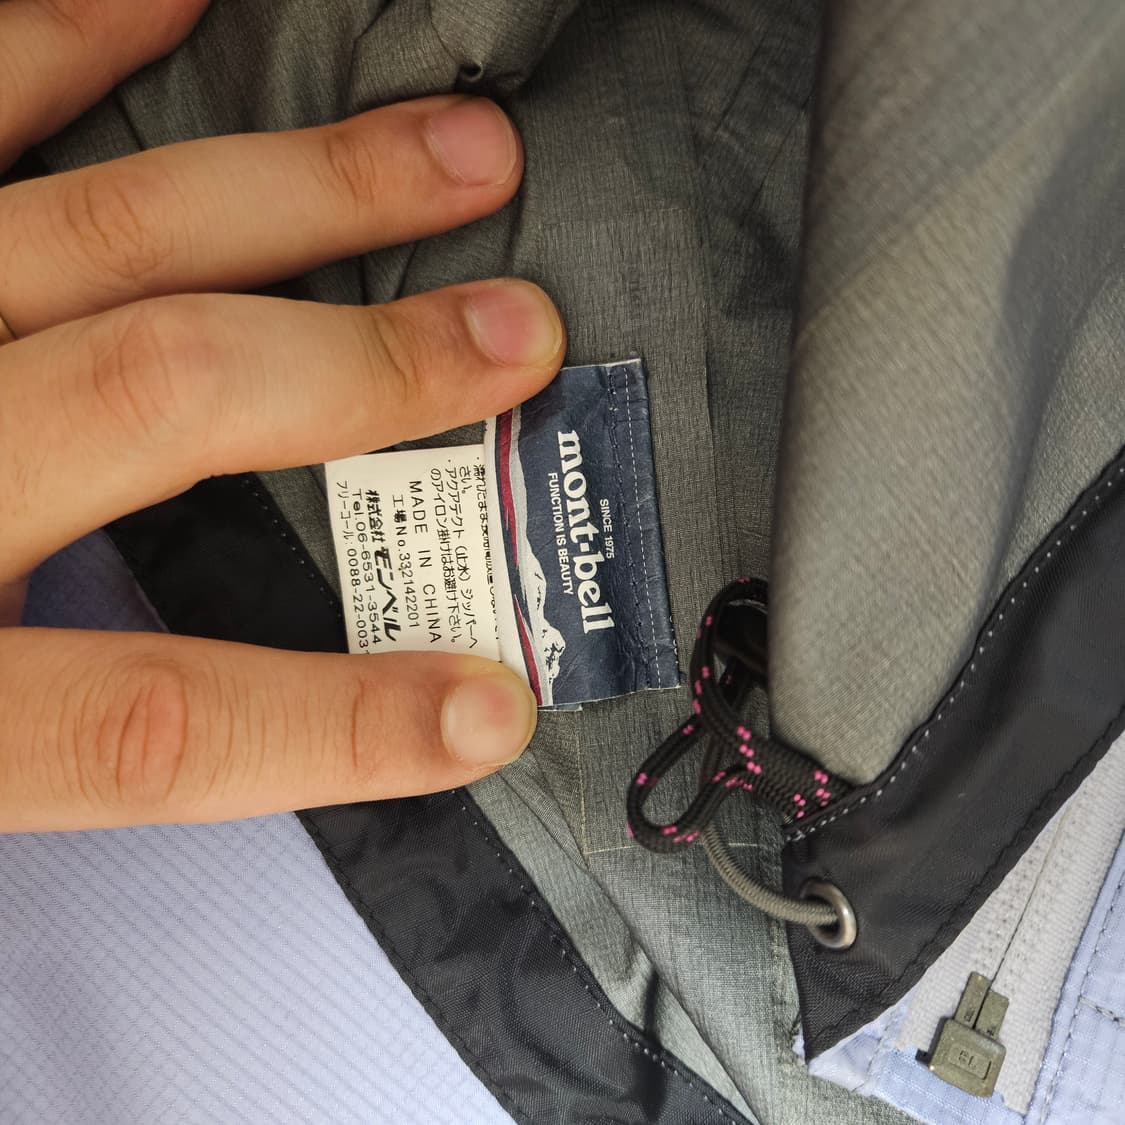 SINCE 1975
mont-bell
FUNCTION IS BEAUTY
さい。
・アクアテクト(止水)ジッパーへ
のアイロン掛けはお避け下さい。
MADE IN CHINA
工場No.332142201
株式会社モンベル
Tel.06-6531-3544
フリーコール:0088-22-003